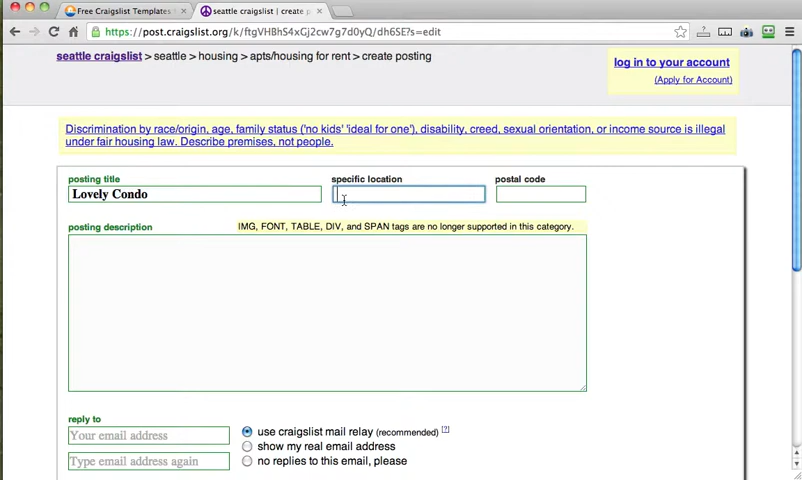 Free Craigslist Templates
seattle craigslist | create p
https://post.craigslist.org/k/ftgVHBhS4xGj2cw7g7d0yQ/dh6SE?s=edit
seattle craigslist > seattle > housing > apts/housing for rent > create posting
log in to your account
(Apply for Account)
Discrimination by race/origin, age, family status ('no kids' 'ideal for one'), disability, creed, sexual orientation, or income source is illegal
under fair housing law. Describe premises, not people.
posting title specific location postal code
Lovely Condo
posting description IMG, FONT, TABLE, DIV, and SPAN tags are no longer supported in this category.
reply to
Your email address use craigslist mail relay (recommended) [?]
show my real email address
Type email address again no replies to this email, please